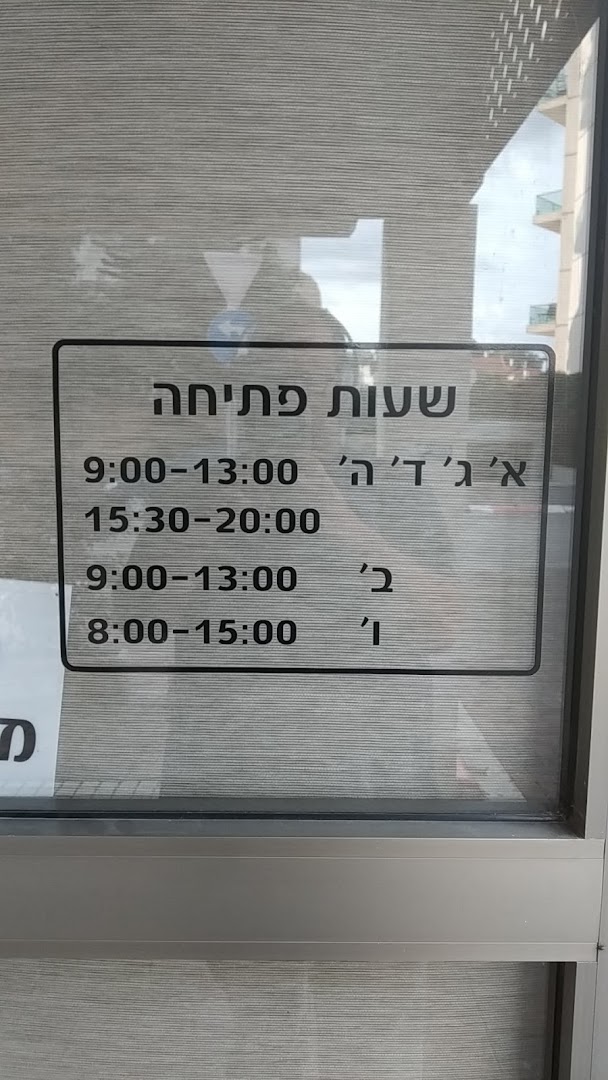 שעות פתיחה
א' ג' ד' ה' 9:00-13:00
15:30-20:00
ב' 9:00-13:00
ו' 8:00-15:00